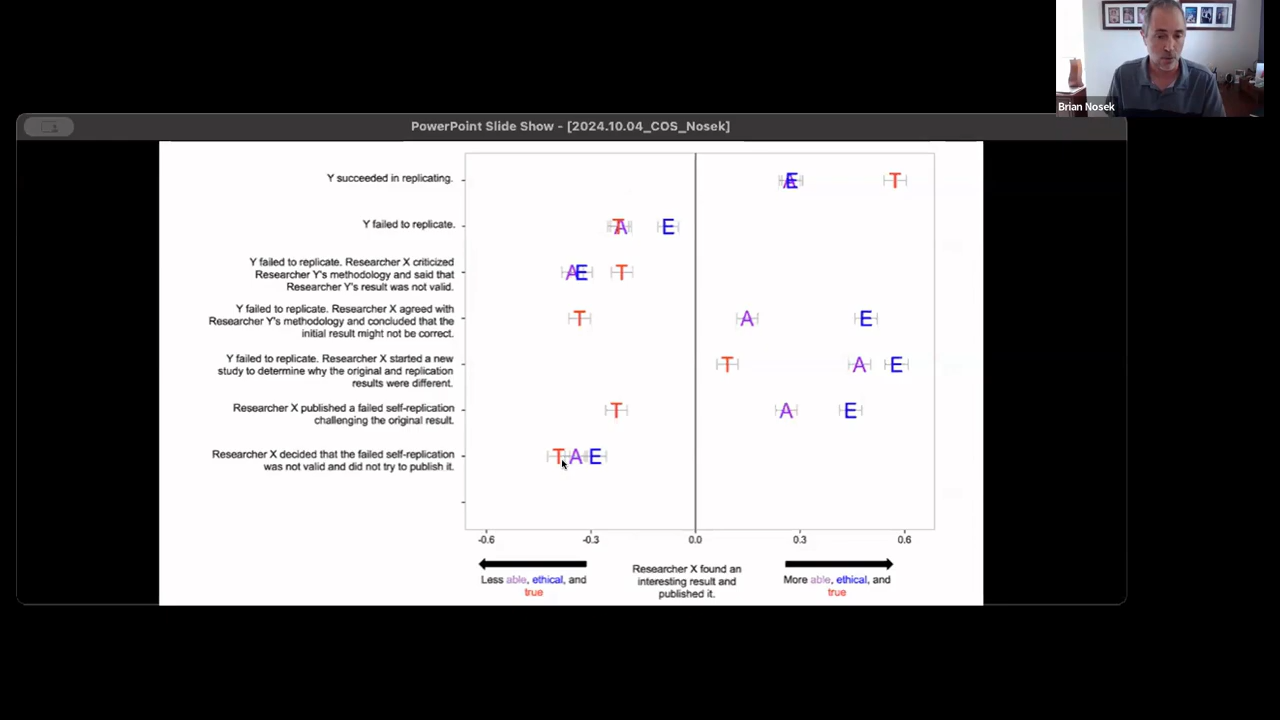 Brian Nosek
PowerPoint Slide Show - [2024.10.04_COS_Nosek]
Y succeeded in replicating.
A E T
Y failed to replicate.
T A E
Y failed to replicate. Researcher X criticized
Researcher Y's methodology and said that
Researcher Y's result was not valid.
A E T
Y failed to replicate. Researcher X agreed with
Researcher Y's methodology and concluded that the
initial result might not be correct.
T A E
Y failed to replicate. Researcher X started a new
study to determine why the original and replication
results were different.
T A E
Researcher X published a failed self-replication
challenging the original result.
T A E
Researcher X decided that the failed self-replication
was not valid and did not try to publish it.
T A E
-0.6 -0.3 0.0 0.3 0.6
Less able, ethical, and
true
Researcher X found an
interesting result and
published it.
More able, ethical, and
true